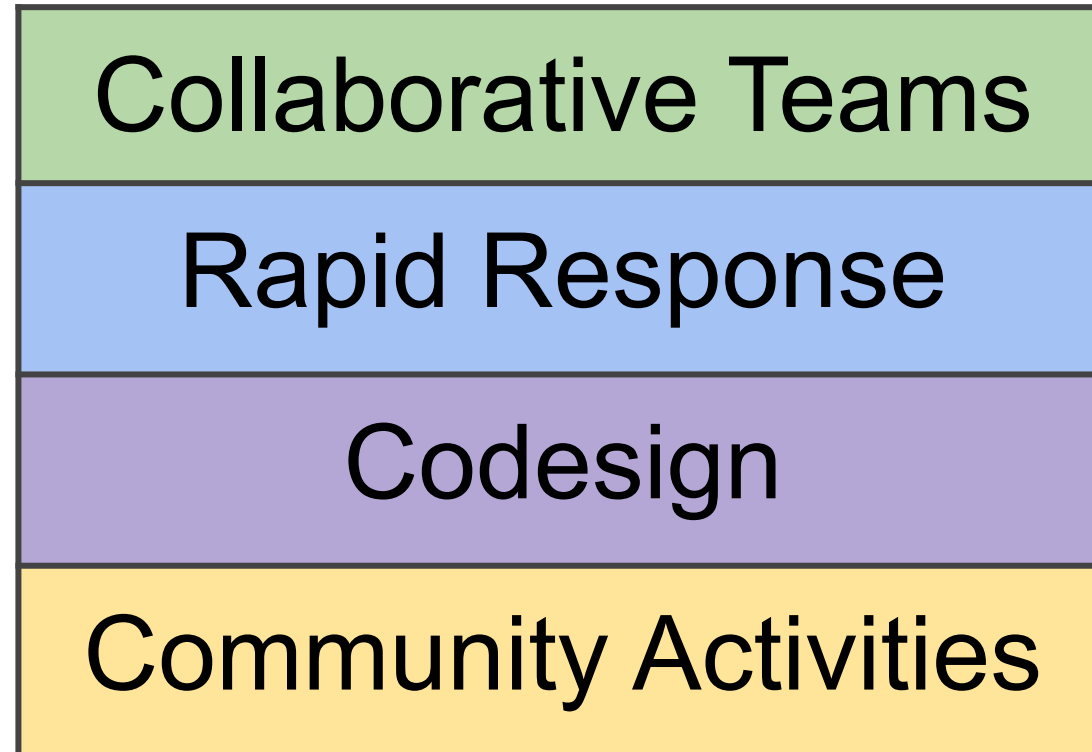 Collaborative Teams
Rapid Response
Codesign
Community Activities